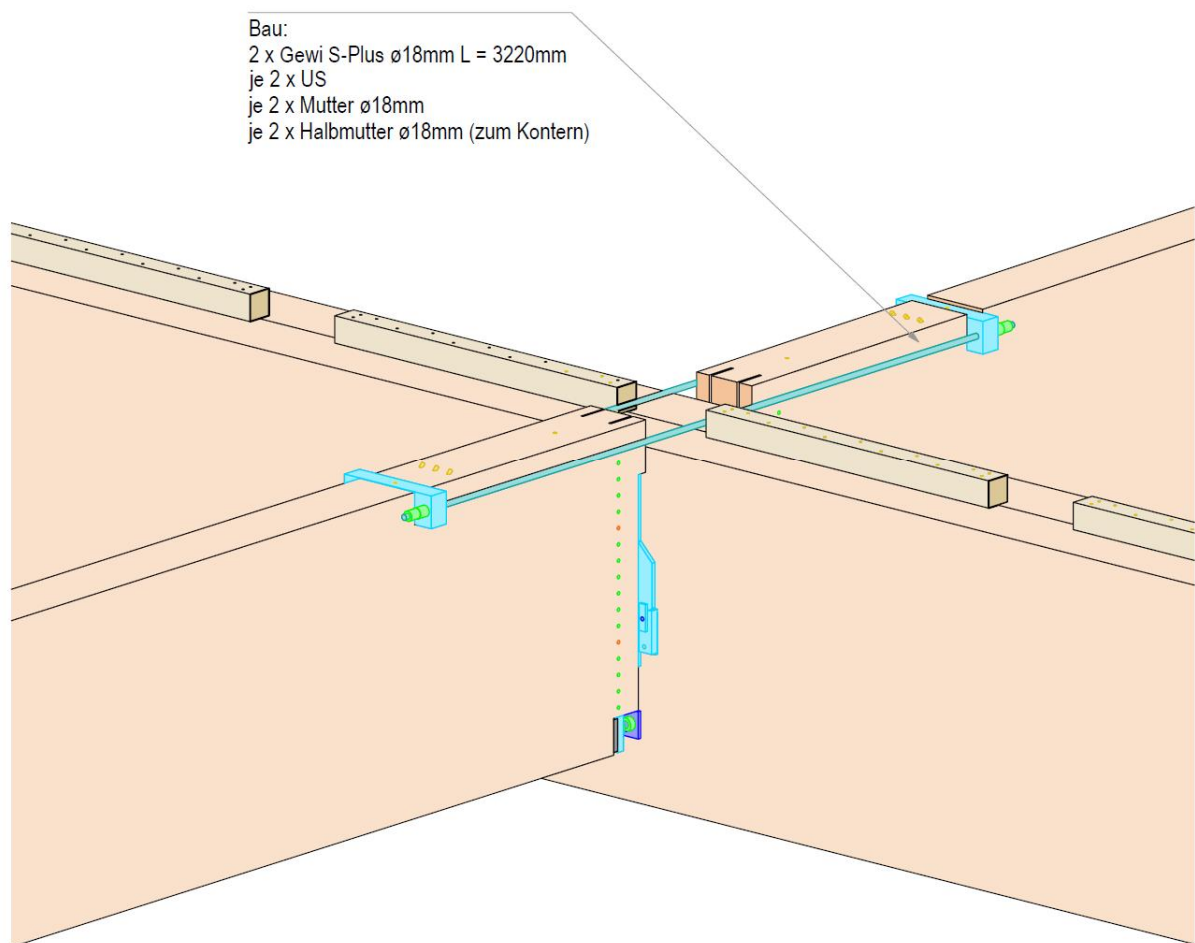 Bau:
2 x Gewi S-Plus ø18mm L = 3220mm
je 2 x US
je 2 x Mutter ø18mm
je 2 x Halbmutter ø18mm (zum Kontern)